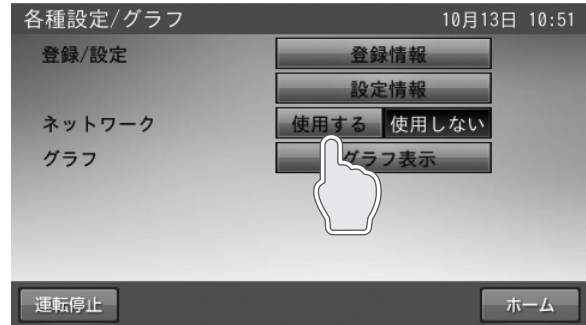 各種設定/グラフ 10月13日 10:51
登録/設定 登録情報
設定情報
ネットワーク 使用する 使用しない
グラフ グラフ表示
運転停止 ホーム